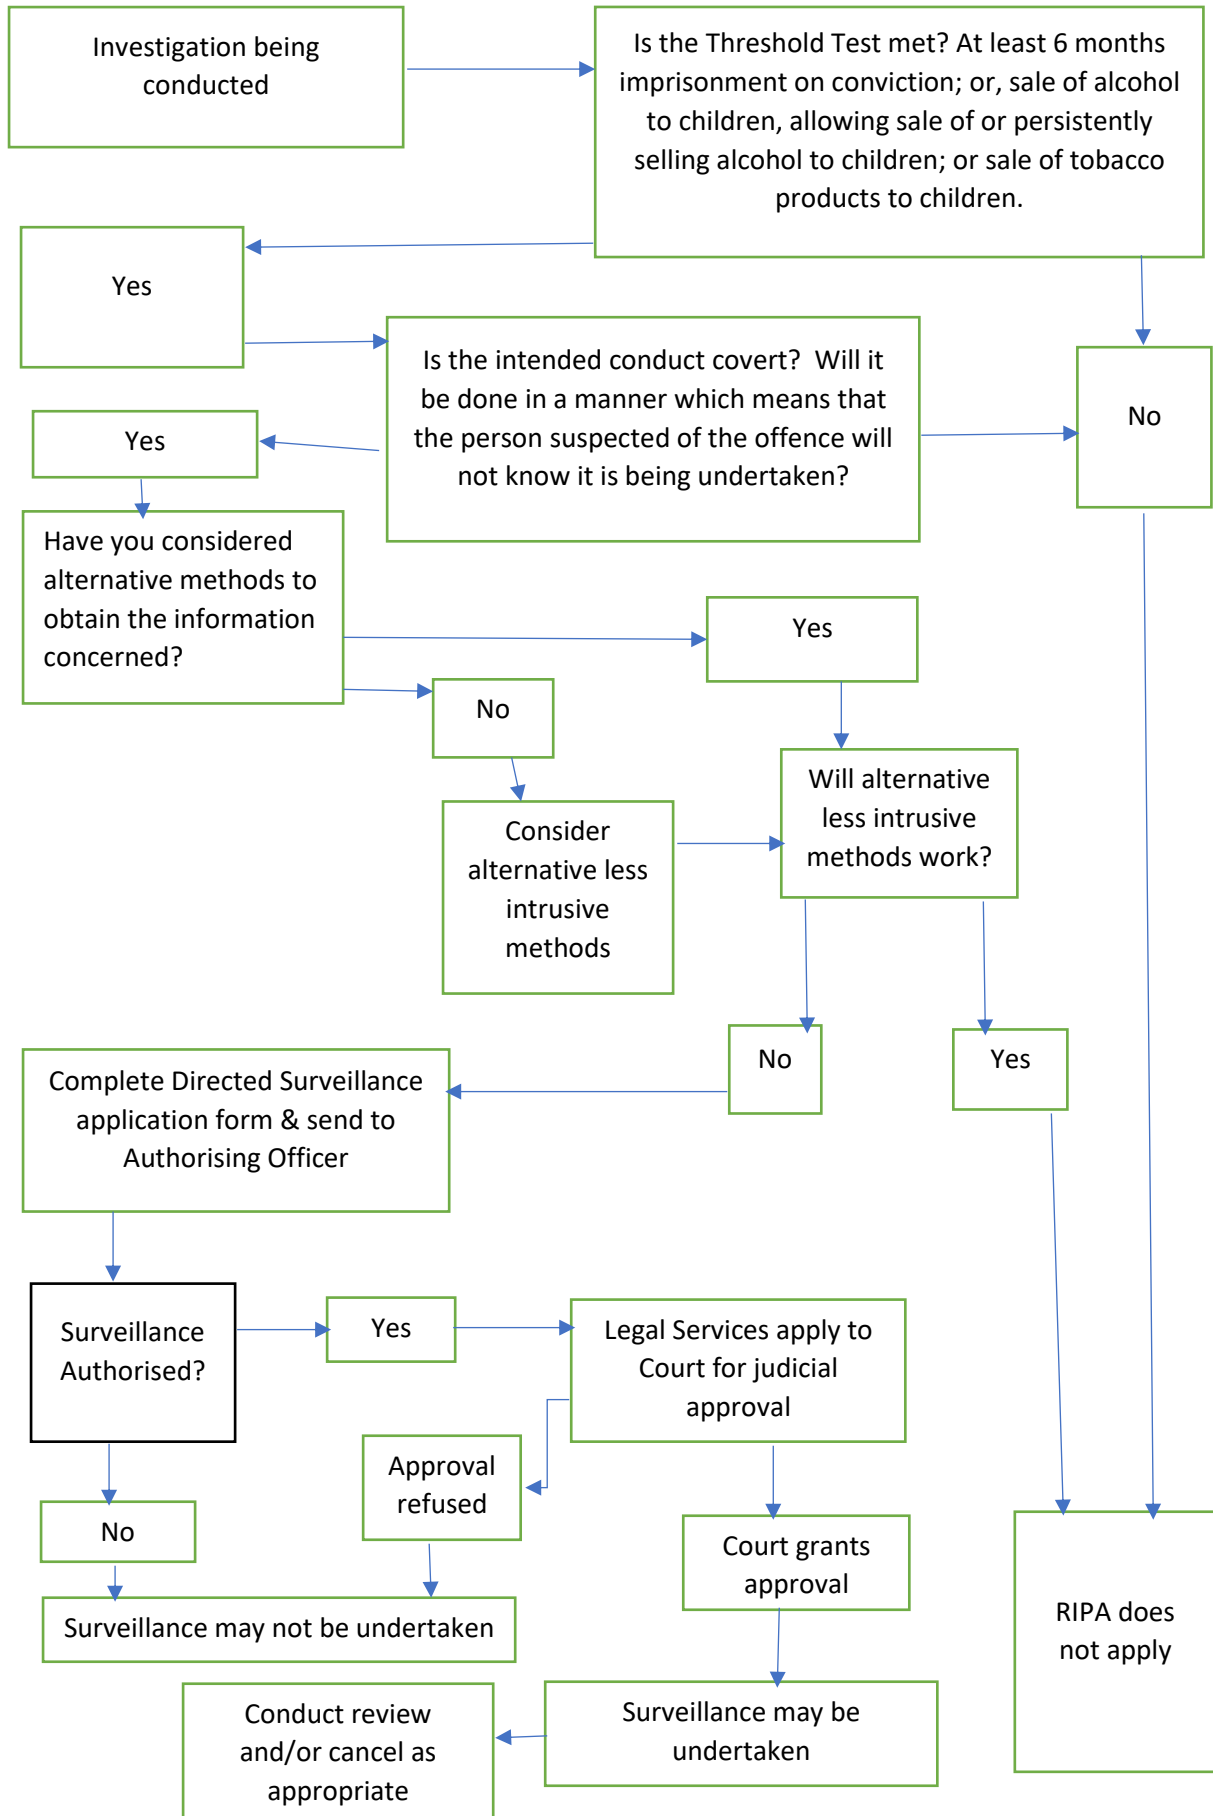 Investigation being
conducted
Is the Threshold Test met? At least 6 months
imprisonment on conviction; or, sale of alcohol
to children, allowing sale of or persistently
selling alcohol to children; or sale of tobacco
products to children.
Yes
Is the intended conduct covert?  Will it
be done in a manner which means that
the person suspected of the offence will
not know it is being undertaken?
No
Yes
Have you considered
alternative methods to
obtain the information
concerned?
Yes
No
Will alternative
less intrusive
methods work?
Consider
alternative less
intrusive
methods
No
Yes
Complete Directed Surveillance
application form & send to
Authorising Officer
Surveillance
Authorised?
Yes
Legal Services apply to
Court for judicial
approval
Approval
refused
No
Court grants
approval
Surveillance may not be undertaken
RIPA does
not apply
Surveillance may be
undertaken
Conduct review
and/or cancel as
appropriate